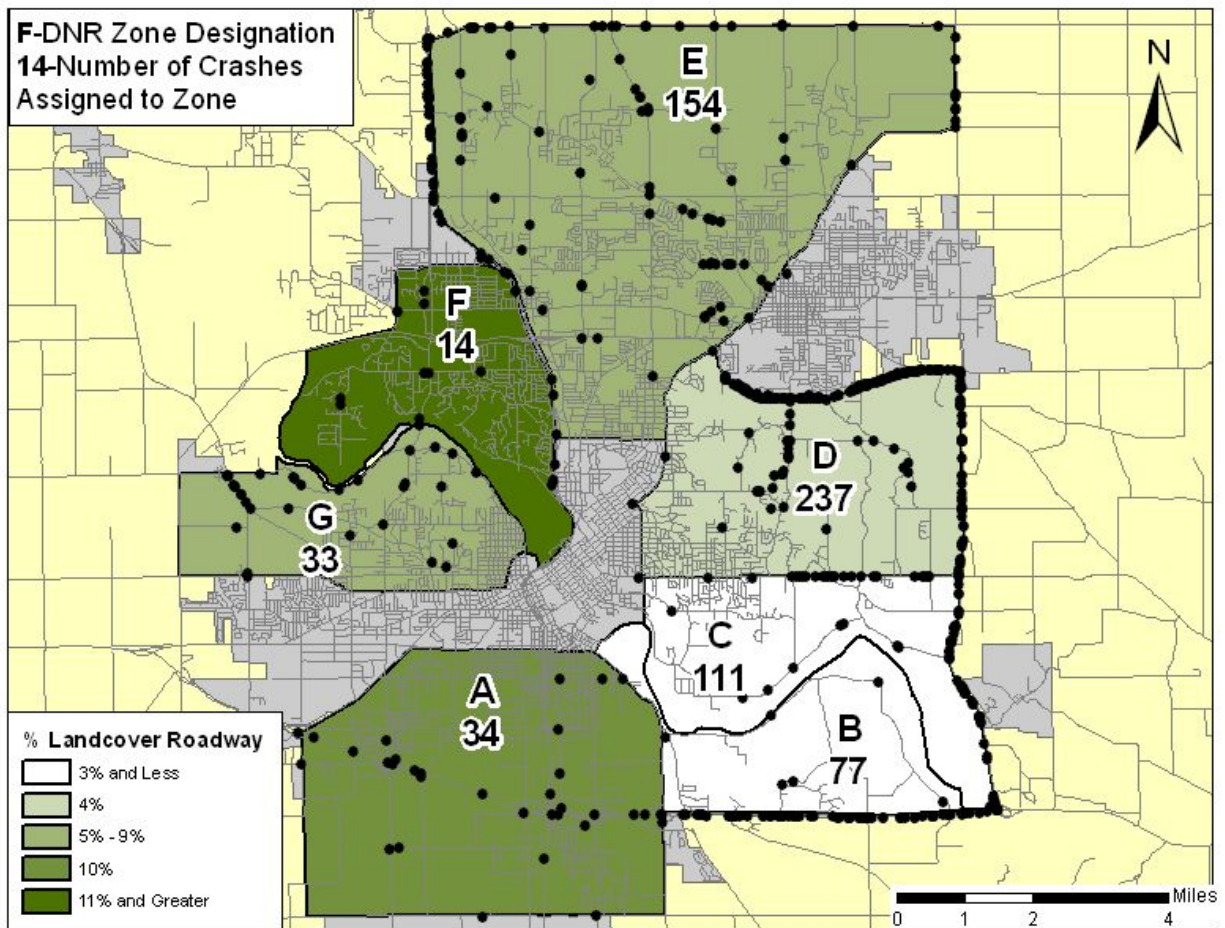 F-DNR Zone Designation
14-Number of Crashes
Assigned to Zone
N
E
154
F
14
D
237
G
33
C
111
A
34
B
77
% Landcover Roadway
3% and Less
4%
5% - 9%
10%
11% and Greater
Miles
0 1 2 4